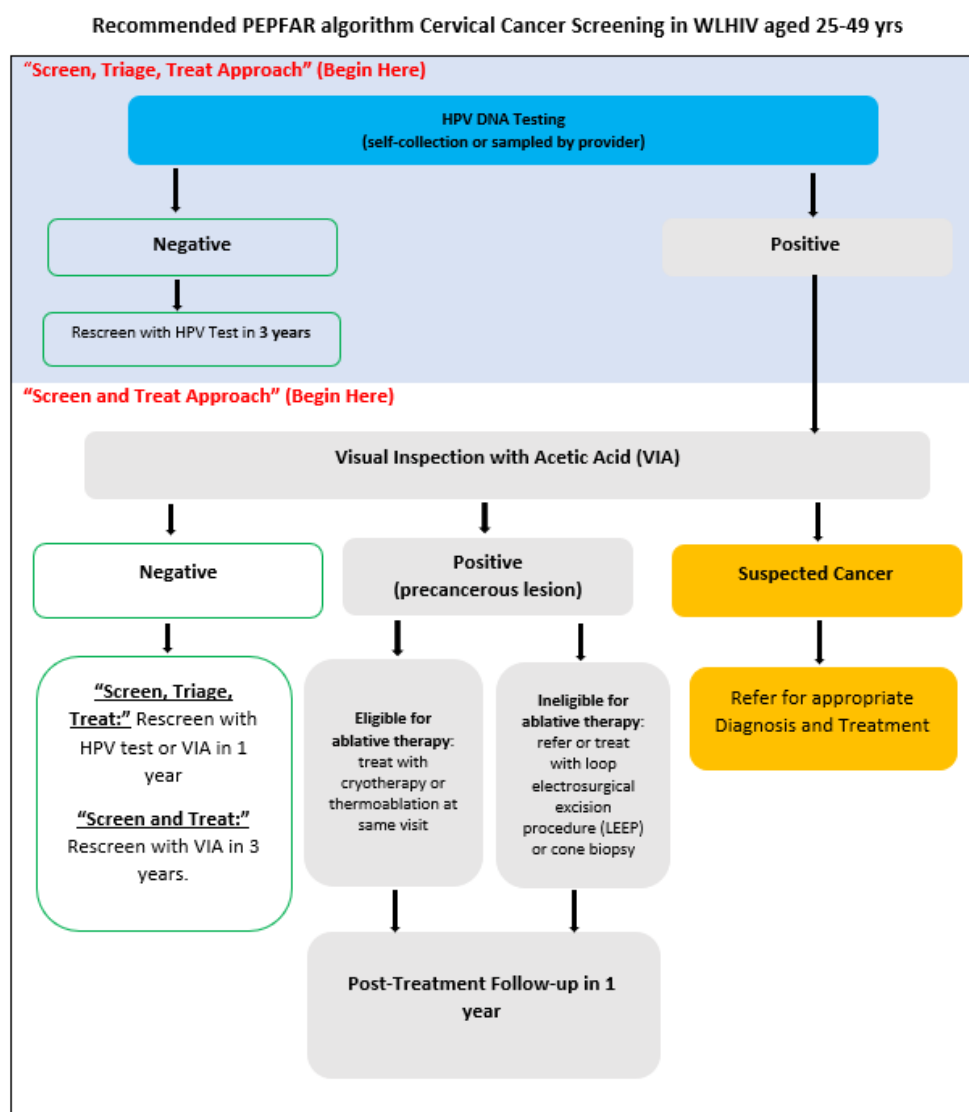 Recommended PEPFAR algorithm Cervical Cancer Screening in WLHIV aged 25-49 yrs
“Screen, Triage, Treat Approach” (Begin Here)
HPV DNA Testing
(self-collection or sampled by provider)
Negative
Positive
Rescreen with HPV Test in 3 years
“Screen and Treat Approach” (Begin Here)
Visual Inspection with Acetic Acid (VIA)
Negative
Positive
(precancerous lesion)
Suspected Cancer
“Screen, Triage,
Treat:” Rescreen with
HPV test or VIA in 1
year
“Screen and Treat:”
Rescreen with VIA in 3
years.
Eligible for
ablative therapy:
treat with
cryotherapy or
thermoablation at
same visit
Ineligible for
ablative therapy:
refer or treat
with loop
electrosurgical
excision
procedure (LEEP)
or cone biopsy
Refer for appropriate
Diagnosis and Treatment
Post-Treatment Follow-up in 1
year